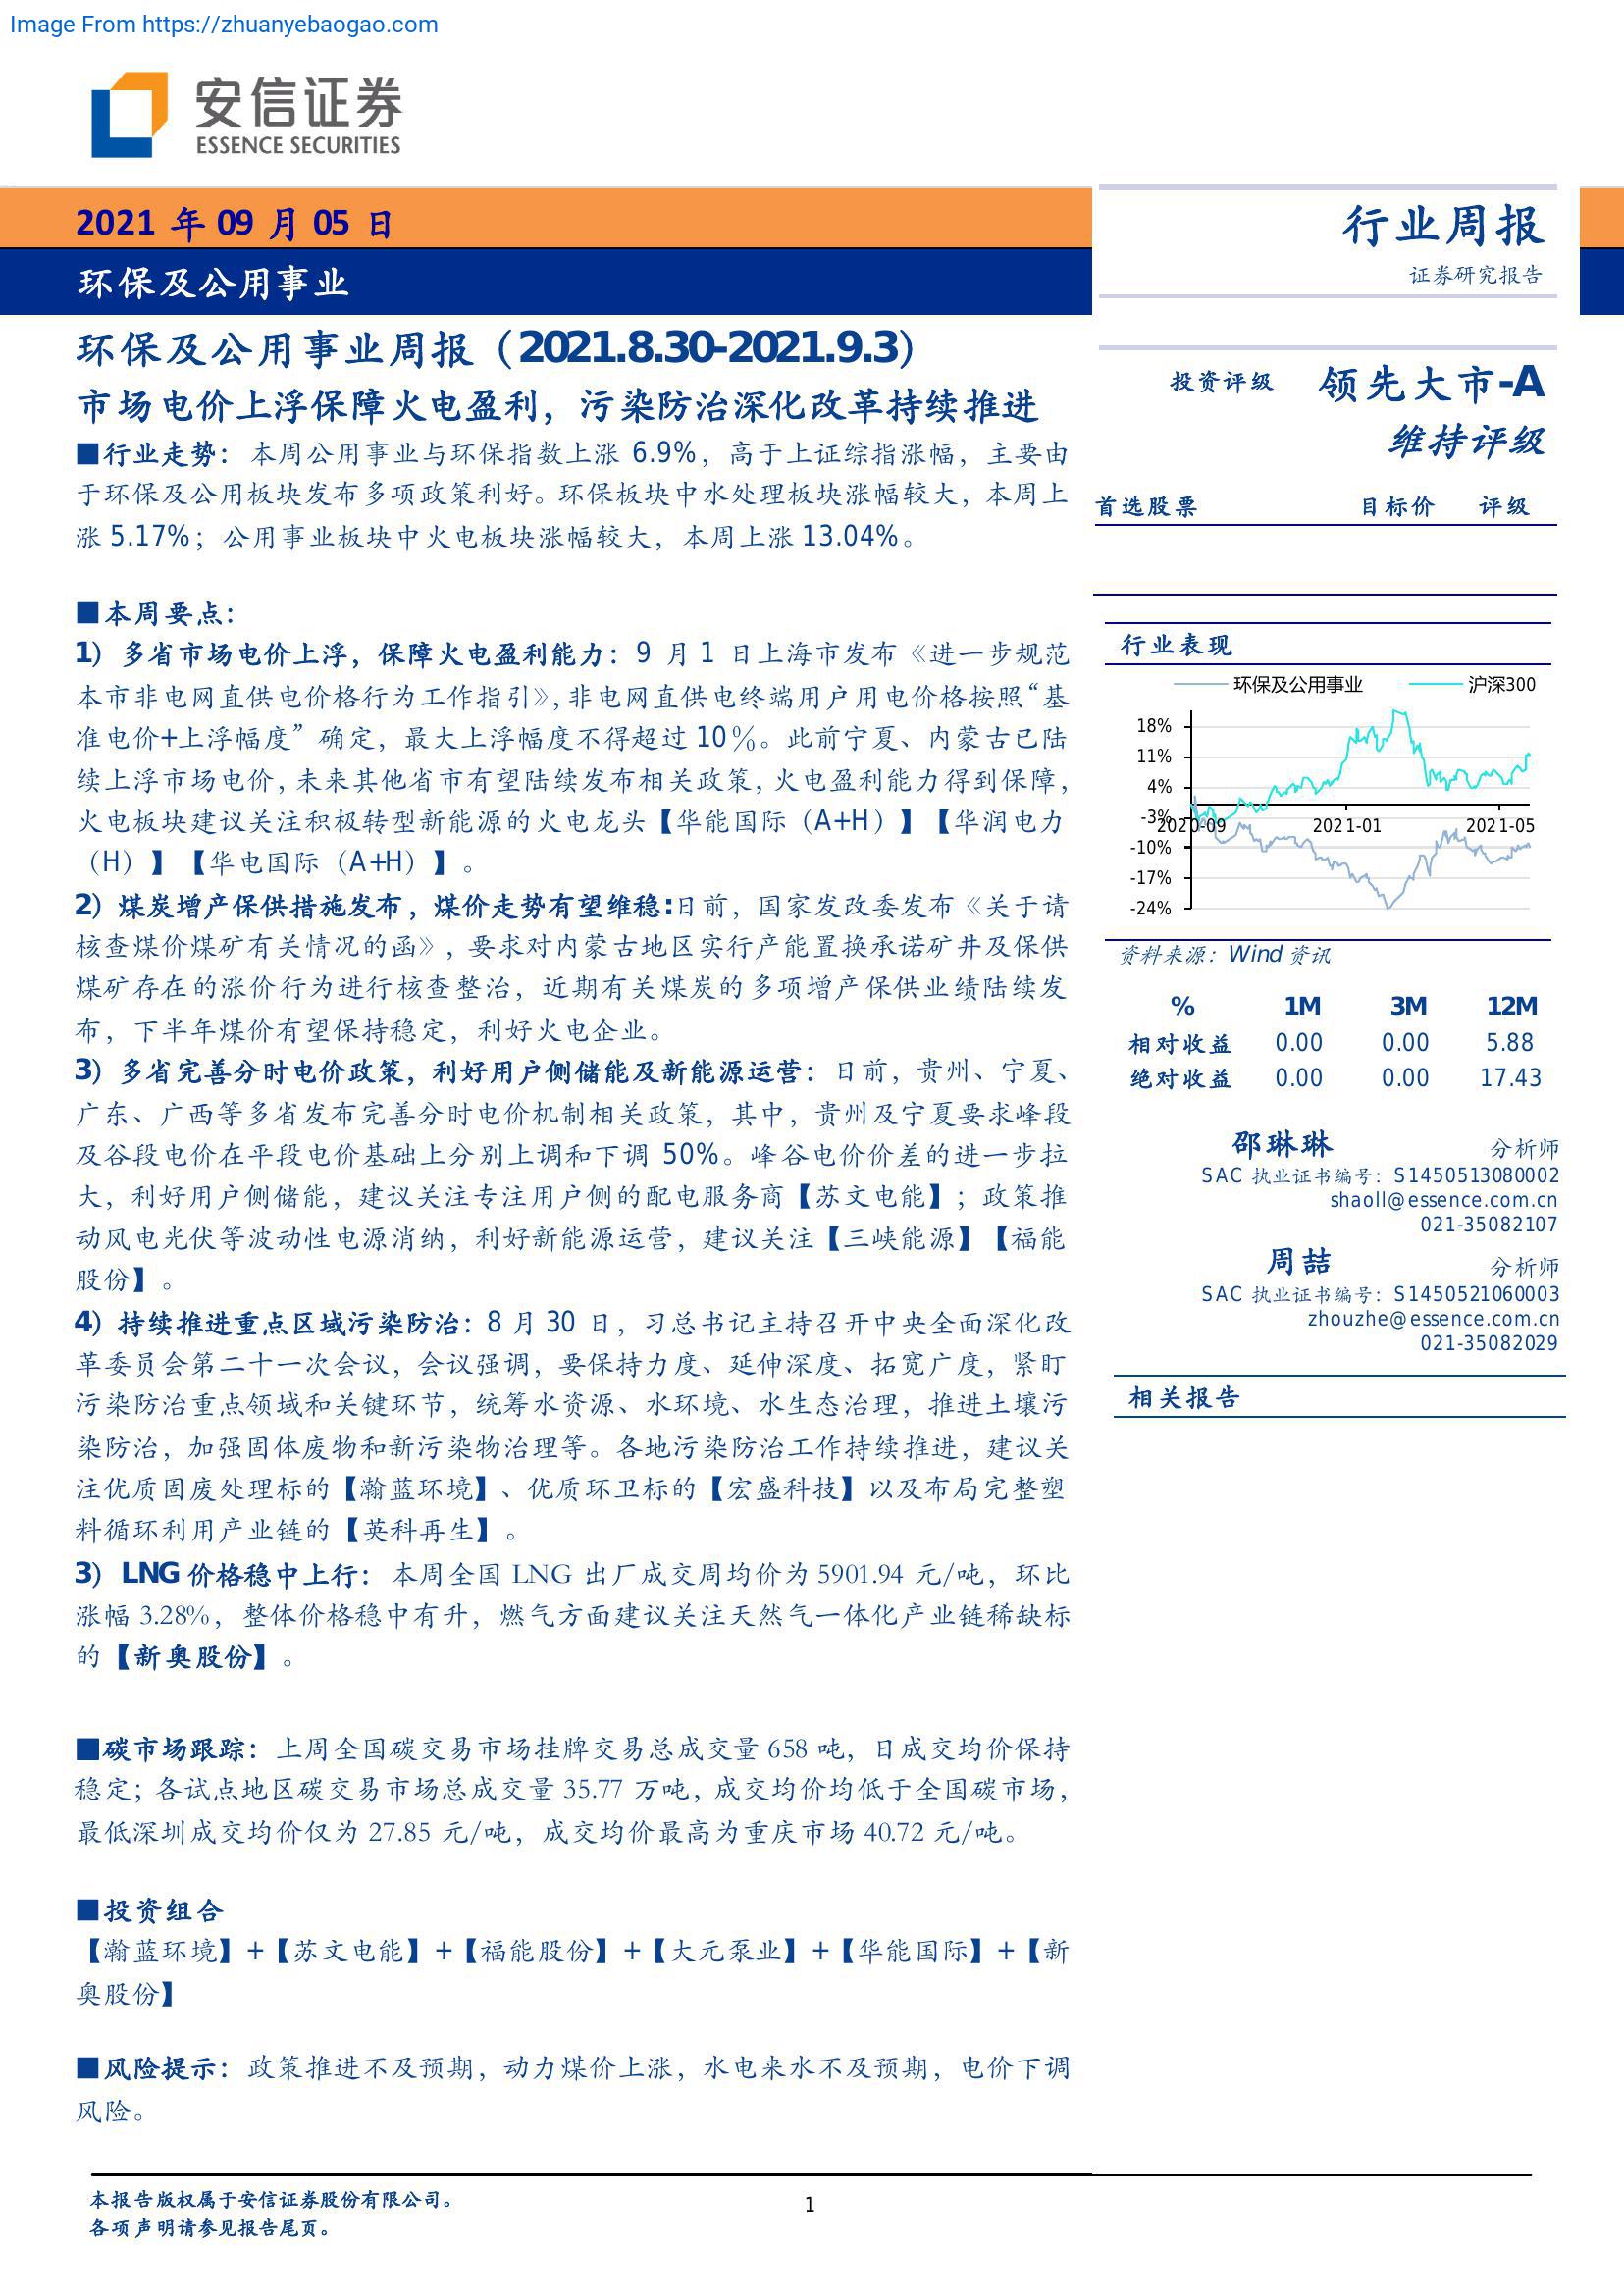 Image From https://zhuanyebaogao.com
安信证券
ESSENCE SECURITIES
2021 年 09 月 05 日
环保及公用事业
环保及公用事业周报（2021.8.30-2021.9.3）
市场电价上浮保障火电盈利，污染防治深化改革持续推进
■行业走势：本周公用事业与环保指数上涨 6.9%，高于上证综指涨幅，主要由
于环保及公用板块发布多项政策利好。环保板块中水处理板块涨幅较大，本周上
涨 5.17%；公用事业板块中火电板块涨幅较大，本周上涨 13.04%。
■本周要点：
1）多省市场电价上浮，保障火电盈利能力：9 月 1 日上海市发布《进一步规范
本市非电网直供电价格行为工作指引》，非电网直供电终端用户用电价格按照“基
准电价+上浮幅度” 确定，最大上浮幅度不得超过 10％。此前宁夏、内蒙古已陆
续上浮市场电价，未来其他省市有望陆续发布相关政策，火电盈利能力得到保障，
火电板块建议关注积极转型新能源的火电龙头【华能国际（A+H）】【华润电力
（H）】【华电国际（A+H）】。
2）煤炭增产保供措施发布，煤价走势有望维稳:日前，国家发改委发布《关于请
核查煤价煤矿有关情况的函》，要求对内蒙古地区实行产能置换承诺矿井及保供
煤矿存在的涨价行为进行核查整治，近期有关煤炭的多项增产保供业绩陆续发
布，下半年煤价有望保持稳定，利好火电企业。
3）多省完善分时电价政策，利好用户侧储能及新能源运营：日前，贵州、宁夏、
广东、广西等多省发布完善分时电价机制相关政策，其中，贵州及宁夏要求峰段
及谷段电价在平段电价基础上分别上调和下调 50%。峰谷电价价差的进一步拉
大，利好用户侧储能，建议关注专注用户侧的配电服务商【苏文电能】；政策推
动风电光伏等波动性电源消纳，利好新能源运营，建议关注【三峡能源】【福能
股份】。
4）持续推进重点区域污染防治：8 月 30 日，习总书记主持召开中央全面深化改
革委员会第二十一次会议，会议强调，要保持力度、延伸深度、拓宽广度，紧盯
污染防治重点领域和关键环节，统筹水资源、水环境、水生态治理，推进土壤污
染防治，加强固体废物和新污染物治理等。各地污染防治工作持续推进，建议关
注优质固废处理标的【瀚蓝环境】、优质环卫标的【宏盛科技】以及布局完整塑
料循环利用产业链的【英科再生】。
3）LNG 价格稳中上行：本周全国 LNG 出厂成交周均价为 5901.94 元/吨，环比
涨幅 3.28%，整体价格稳中有升，燃气方面建议关注天然气一体化产业链稀缺标
的【新奥股份】。
■碳市场跟踪：上周全国碳交易市场挂牌交易总成交量 658 吨，日成交均价保持
稳定；各试点地区碳交易市场总成交量 35.77 万吨，成交均价均低于全国碳市场，
最低深圳成交均价仅为 27.85 元/吨，成交均价最高为重庆市场 40.72 元/吨。
■投资组合
【瀚蓝环境】+【苏文电能】+【福能股份】+【大元泵业】+【华能国际】+【新
奥股份】
■风险提示：政策推进不及预期，动力煤价上涨，水电来水不及预期，电价下调
风险。
行业周报
证券研究报告
投资评级 领先大市-A
维持评级
首选股票 目标价 评级
行业表现
环保及公用事业 沪深300
18%
11%
4%
-3%
-10%
-17%
-24%
2020-09 2021-01 2021-05
资料来源：Wind 资讯
% 1M 3M 12M
相对收益 0.00 0.00 5.88
绝对收益 0.00 0.00 17.43
邵琳琳 分析师
SAC 执业证书编号：S1450513080002
shaoll@essence.com.cn
021-35082107
周喆 分析师
SAC 执业证书编号：S1450521060003
zhouzhe@essence.com.cn
021-35082029
相关报告
本报告版权属于安信证券股份有限公司。
各项声明请参见报告尾页。
1